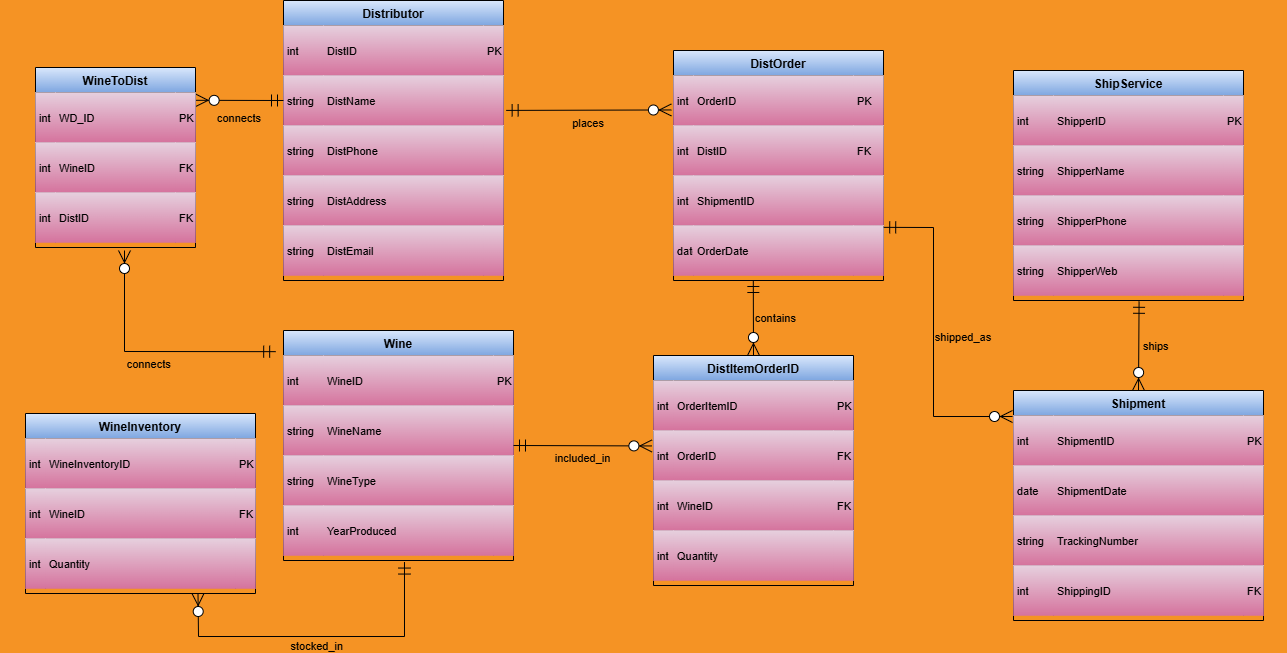 Distributor
int DistID PK
string DistName
string DistPhone
string DistAddress
string DistEmail
WineToDist
int WD_ID PK
int WineID FK
int DistID FK
connects
places
DistOrder
int OrderID PK
int DistID FK
int ShipmentID
dat OrderDate
ShipService
int ShipperID PK
string ShipperName
string ShipperPhone
string ShipperWeb
contains
shipped_as
ships
connects
Wine
int WineID PK
string WineName
string WineType
int YearProduced
included_in
DistItemOrderID
int OrderItemID PK
int OrderID FK
int WineID FK
int Quantity
Shipment
int ShipmentID PK
date ShipmentDate
string TrackingNumber
int ShippingID FK
WineInventory
int WineInventoryID PK
int WineID FK
int Quantity
stocked_in